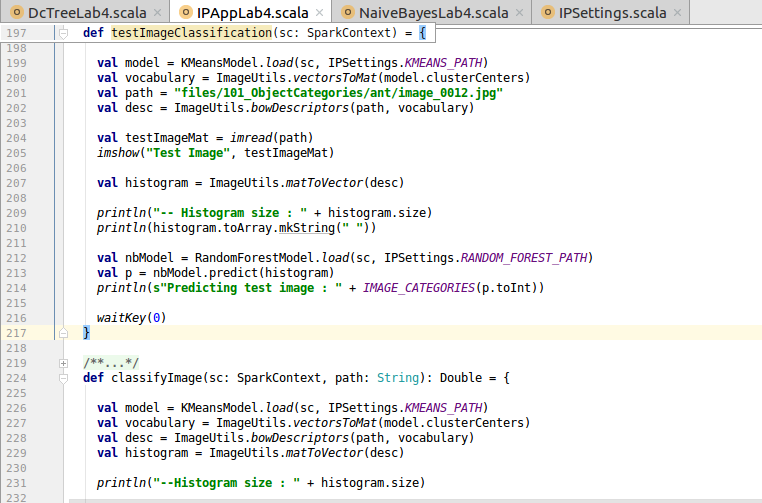 DcTreeLab4.scala × IPAppLab4.scala × NaiveBayesLab4.scala × IPSettings.scala ×
197 def testImageClassification(sc: SparkContext) = {
198
199 val model = KMeansModel.load(sc, IPSettings.KMEANS_PATH)
200 val vocabulary = ImageUtils.vectorsToMat(model.clusterCenters)
201 val path = "files/101_ObjectCategories/ant/image_0012.jpg"
202 val desc = ImageUtils.bowDescriptors(path, vocabulary)
203
204 val testImageMat = imread(path)
205 imshow("Test Image", testImageMat)
206
207 val histogram = ImageUtils.matToVector(desc)
208
209 println("-- Histogram size : " + histogram.size)
210 println(histogram.toArray.mkString(" "))
211
212 val nbModel = RandomForestModel.load(sc, IPSettings.RANDOM_FOREST_PATH)
213 val p = nbModel.predict(histogram)
214 println(s"Predicting test image : " + IMAGE_CATEGORIES(p.toInt))
215
216 waitKey(0)
217 }
218
219 /**...*/
224 def classifyImage(sc: SparkContext, path: String): Double = {
225
226 val model = KMeansModel.load(sc, IPSettings.KMEANS_PATH)
227 val vocabulary = ImageUtils.vectorsToMat(model.clusterCenters)
228 val desc = ImageUtils.bowDescriptors(path, vocabulary)
229 val histogram = ImageUtils.matToVector(desc)
230
231 println("--Histogram size : " + histogram.size)
232